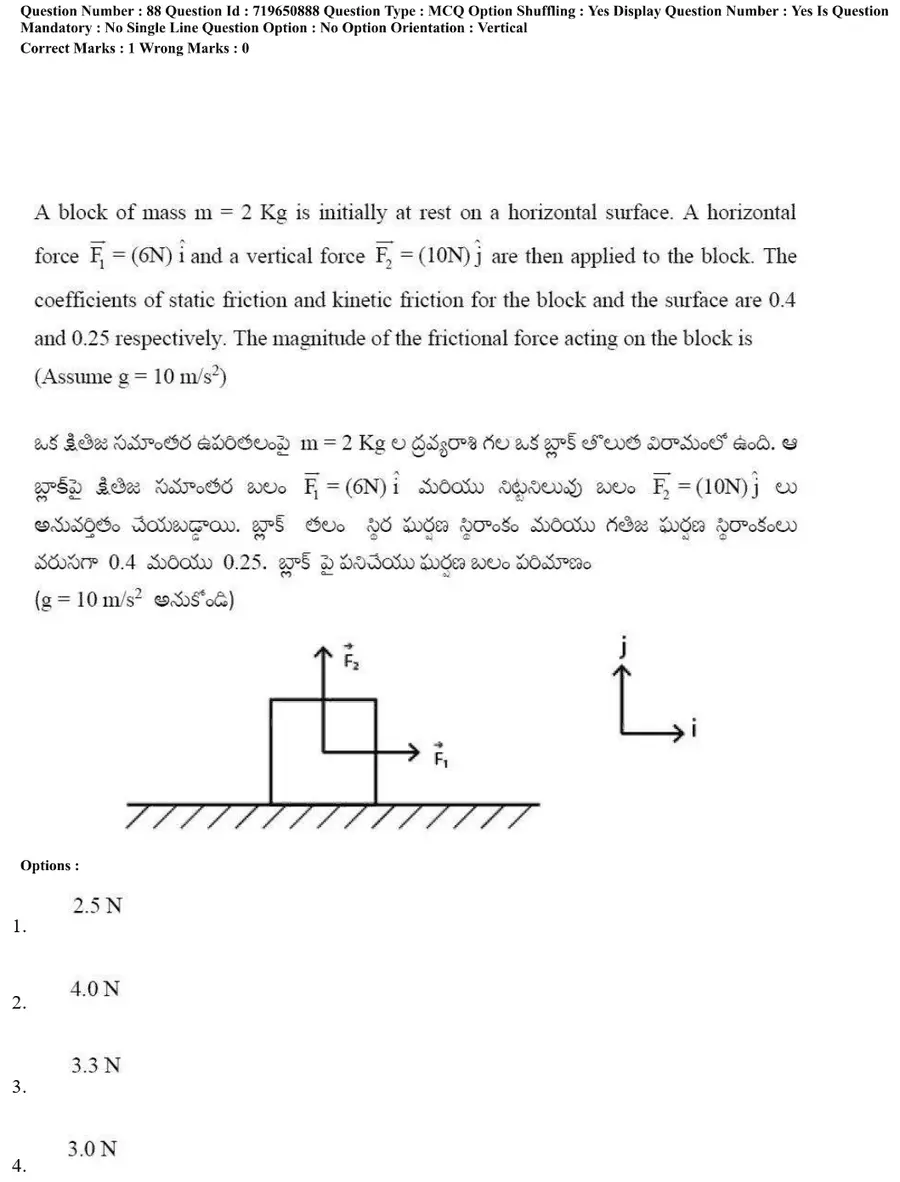 Question Number : 88 Question Id : 719650888 Question Type : MCQ Option Shuffling : Yes Display Question Number : Yes Is Question
Mandatory : No Single Line Question Option : No Option Orientation : Vertical
Correct Marks : 1 Wrong Marks : 0
A block of mass m = 2 Kg is initially at rest on a horizontal surface. A horizontal
force F⃗₁ = (6N) î and a vertical force F⃗₂ = (10N) ĵ are then applied to the block. The
coefficients of static friction and kinetic friction for the block and the surface are 0.4
and 0.25 respectively. The magnitude of the frictional force acting on the block is
(Assume g = 10 m/s²)
ఒక క్షితిజ సమాంతర ఉపరితలంపై m = 2 Kg ల ద్రవ్యరాశి గల ఒక బ్లాక్ తొలుత విరామంలో ఉంది. ఆ
బ్లాక్‌పై క్షితిజ సమాంతర బలం F⃗₁ = (6N) î మరియు నిట్టనిలువు బలం F⃗₂ = (10N) ĵ లు
అనువర్తితం చేయబడ్డాయి. బ్లాక్ తలం స్థిర ఘర్షణ స్థిరాంకం మరియు గతిజ ఘర్షణ స్థిరాంకంలు
వరుసగా 0.4 మరియు 0.25. బ్లాక్ పై పనిచేయు ఘర్షణ బలం పరిమాణం
(g = 10 m/s² అనుకోండి)
F⃗₂
j
i
F⃗₁
Options :
2.5 N
1.
4.0 N
2.
3.3 N
3.
3.0 N
4.